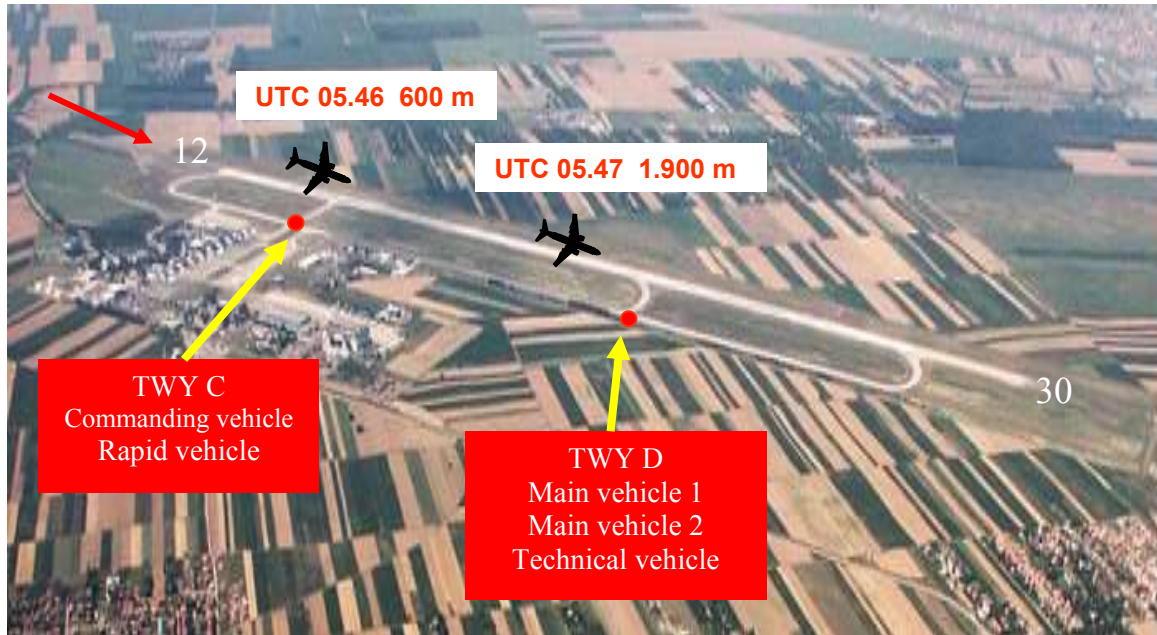 UTC 05.46  600 m
12
UTC 05.47  1.900 m
TWY C
Commanding vehicle
Rapid vehicle
30
TWY D
Main vehicle 1
Main vehicle 2
Technical vehicle